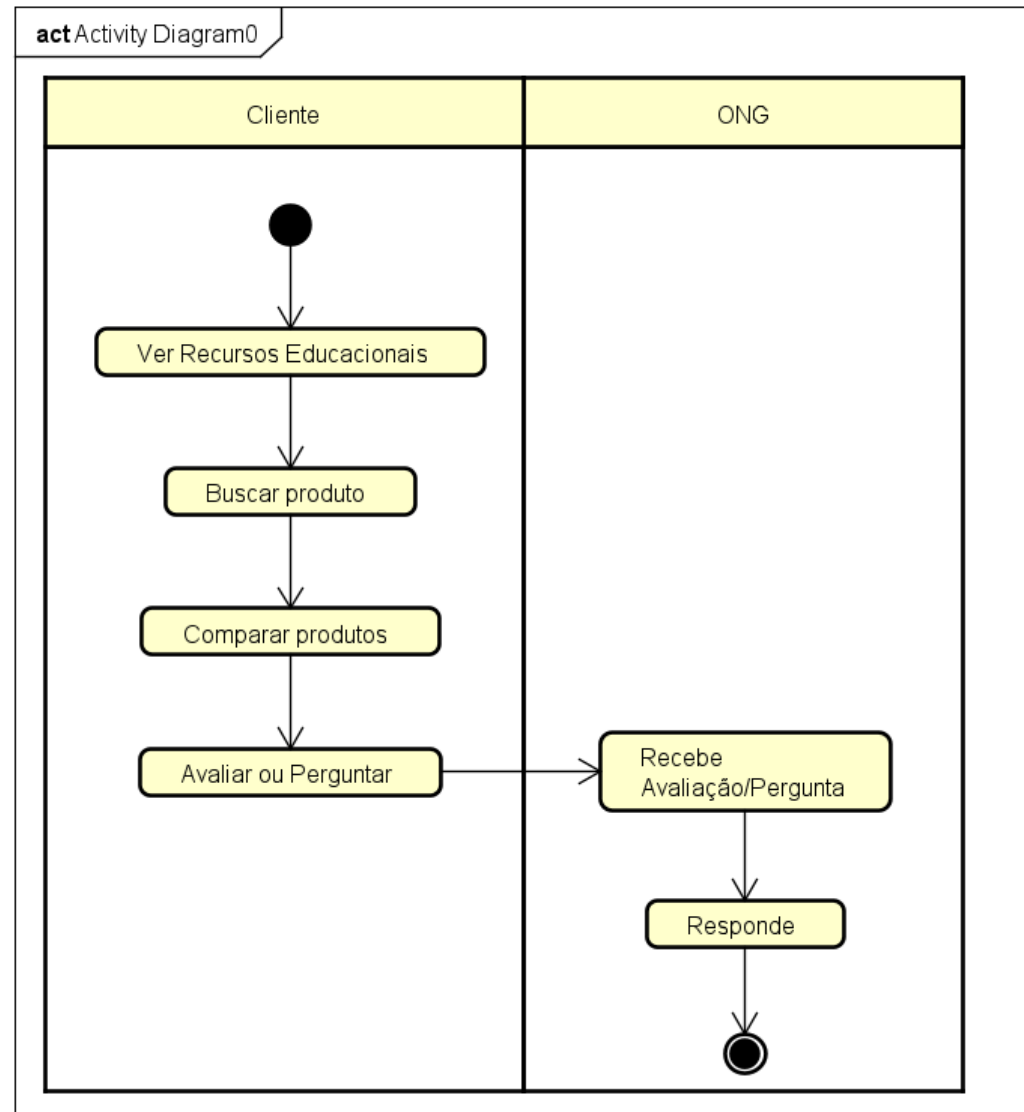 act Activity Diagram0
Cliente
ONG
Ver Recursos Educacionais
Buscar produto
Comparar produtos
Avaliar ou Perguntar
Recebe
Avaliação/Pergunta
Responde